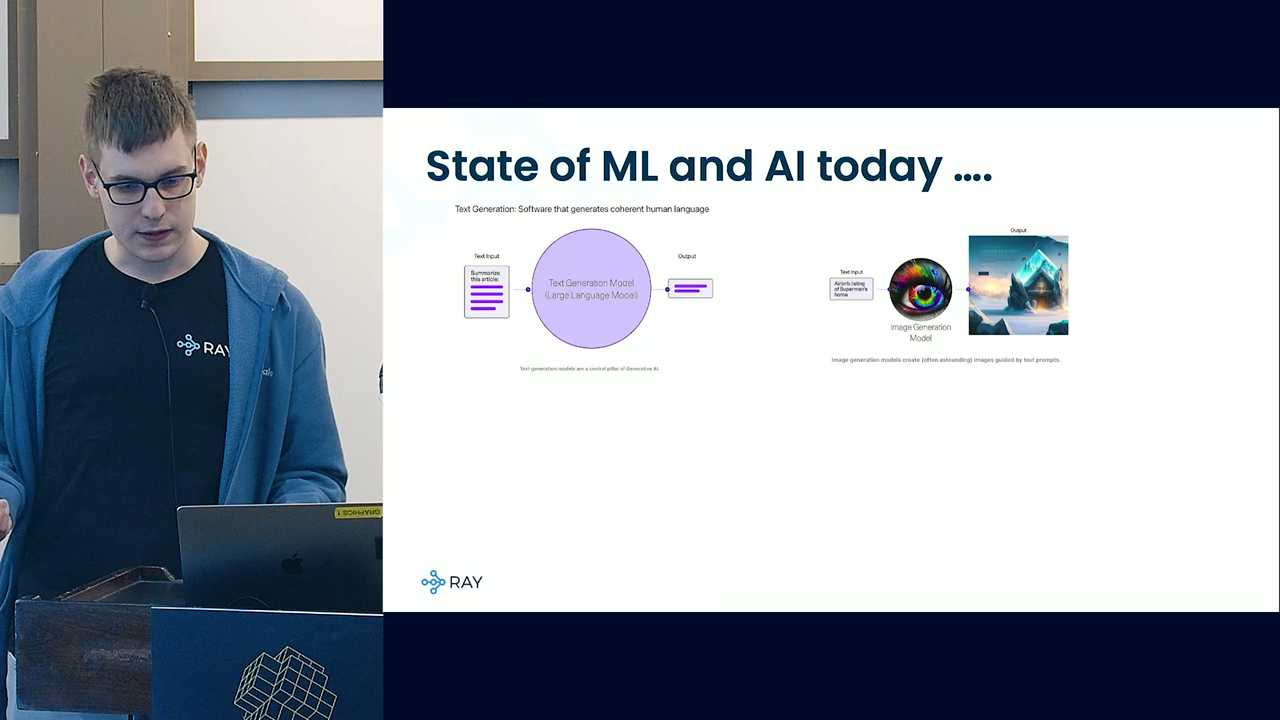 State of ML and AI today ....
Text Generation: Software that generates coherent human language
Text Input
Summarize
this article:
Text Generation Model
(Large Language Model)
Output
Text generation models are a central pillar of Generative AI.
Text Input
Airbnb listing
of Superman's
home
Image Generation
Model
Output
Image generation models create (often astounding) images guided by text prompts.
RAY
RAY
GRAPHICS 1